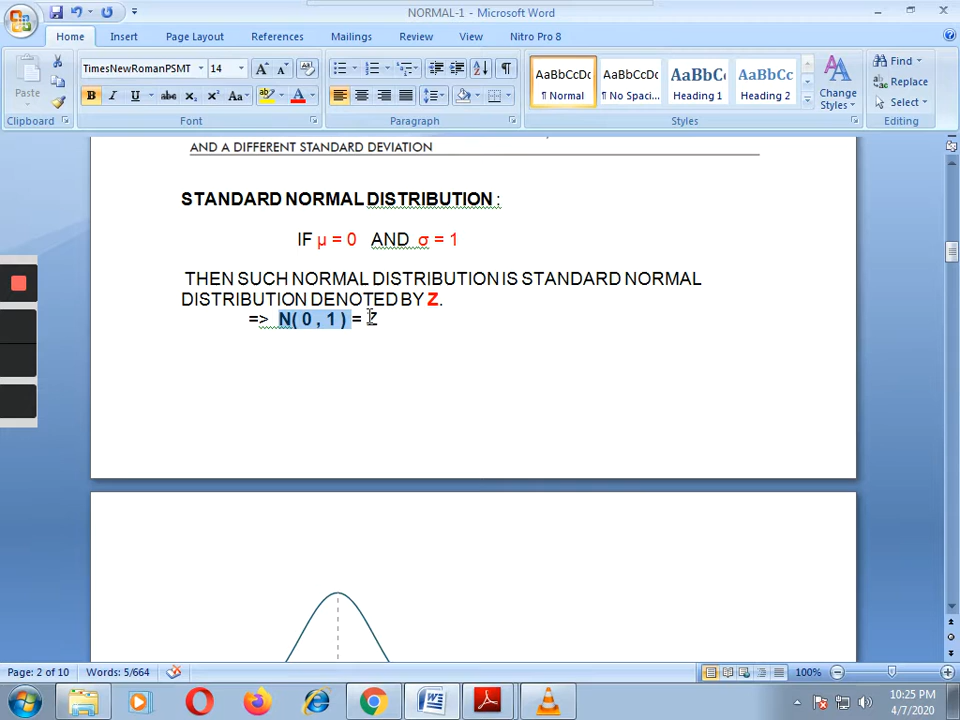 NORMAL-1 - Microsoft Word
Home Insert Page Layout References Mailings Review View Nitro Pro 8
Paste
Clipboard
TimesNewRomanPSMT 14
B I U abc x₂ x² Aa
Font
Paragraph
AaBbCcDc AaBbCcDc AaBbCc AaBbCc
¶ Normal ¶ No Spaci... Heading 1 Heading 2
Change Styles
Styles
Find
Replace
Select
Editing
AND A DIFFERENT STANDARD DEVIATION
STANDARD NORMAL DISTRIBUTION :
IF μ = 0 AND σ = 1
THEN SUCH NORMAL DISTRIBUTION IS STANDARD NORMAL
DISTRIBUTION DENOTED BY Z.
=> N( 0 , 1 ) = Z
Page: 2 of 10 Words: 5/664 100%
10:25 PM
4/7/2020